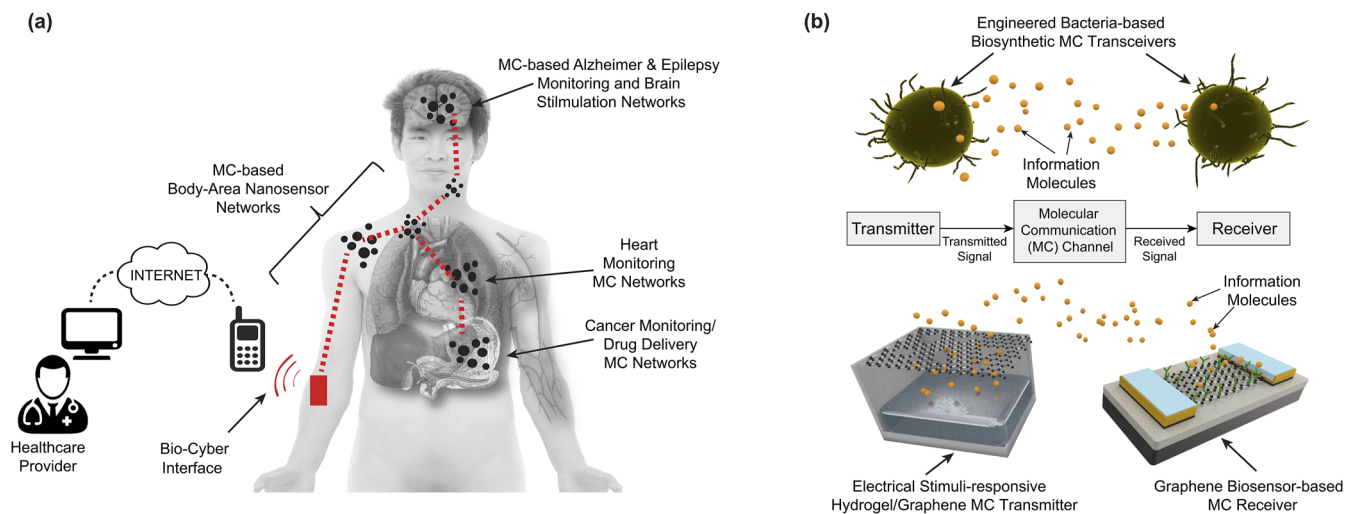 (a)
MC-based Alzheimer & Epilepsy
Monitoring and Brain
Stilmulation Networks
MC-based
Body-Area Nanosensor
Networks
INTERNET
Heart
Monitoring
MC Networks
Cancer Monitoring/
Drug Delivery
MC Networks
Healthcare
Provider
Bio-Cyber
Interface
(b)
Engineered Bacteria-based
Biosynthetic MC Transceivers
Information
Molecules
Transmitter
Transmitted
Signal
Molecular
Communication
(MC) Channel
Received
Signal
Receiver
Information
Molecules
Electrical Stimuli-responsive
Hydrogel/Graphene MC Transmitter
Graphene Biosensor-based
MC Receiver